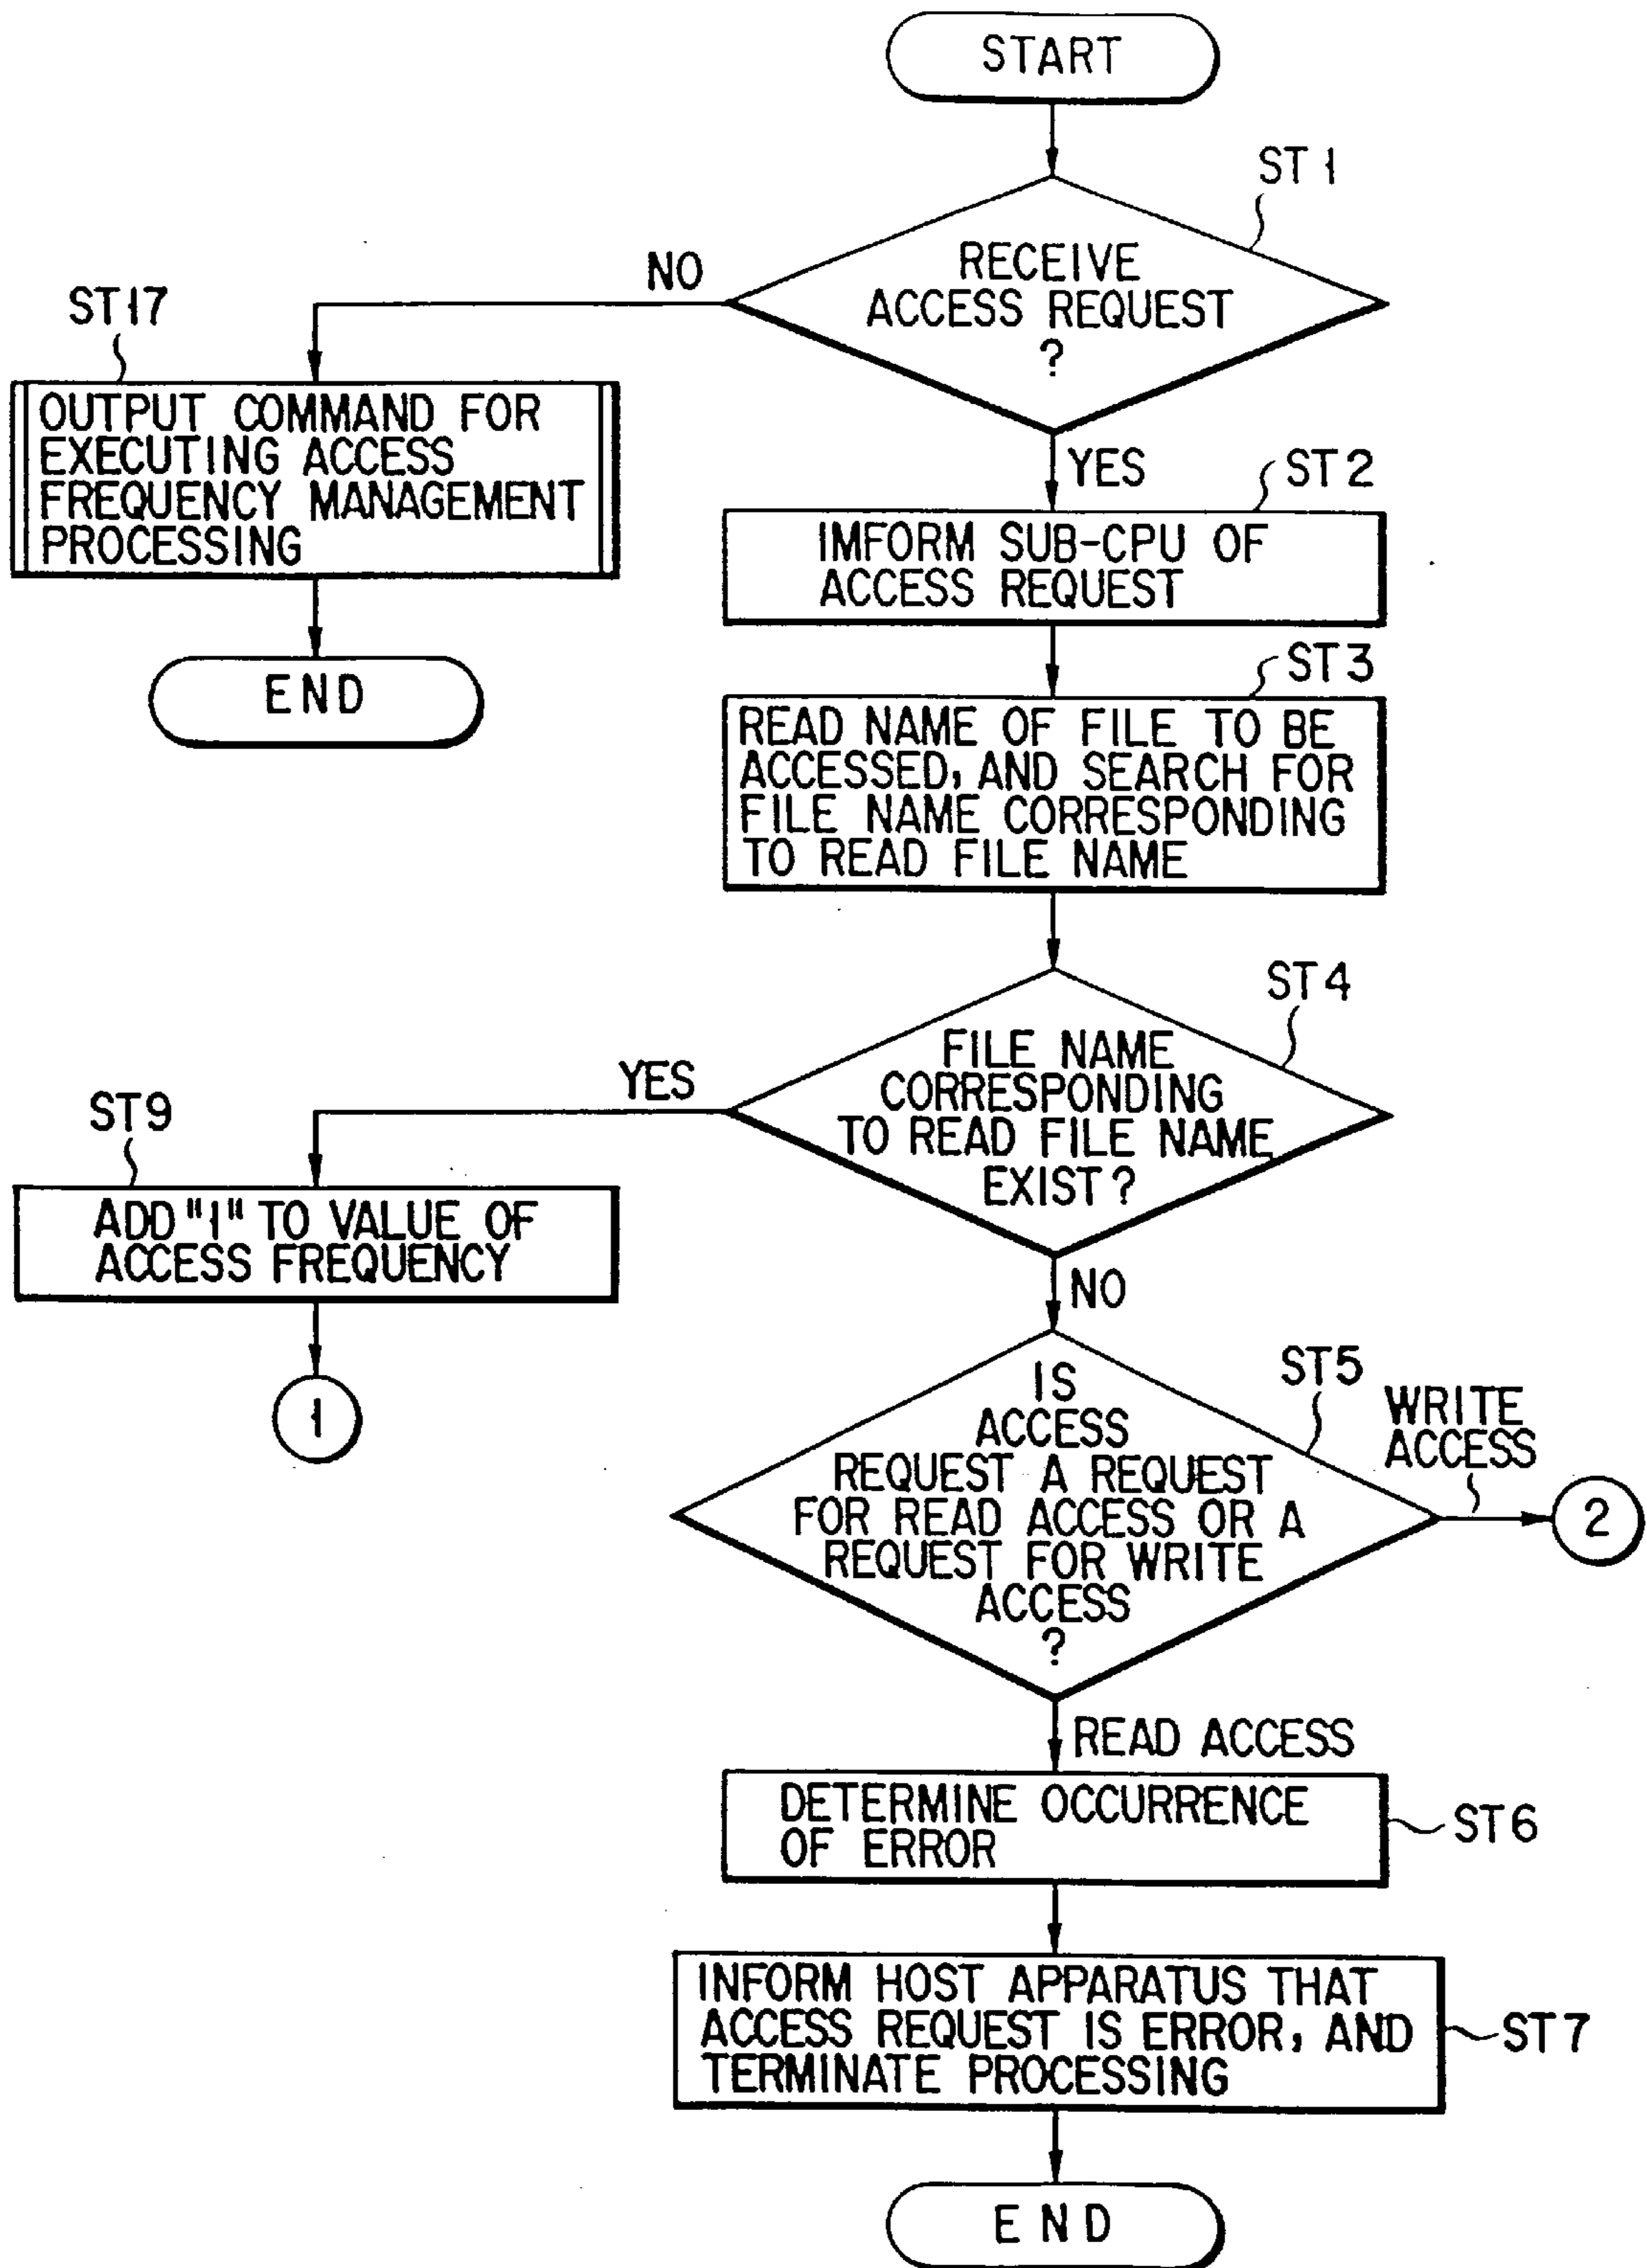 START
ST1
RECEIVE
ACCESS REQUEST
?
NO
ST17
OUTPUT COMMAND FOR
EXECUTING ACCESS
FREQUENCY MANAGEMENT
PROCESSING
END
YES
ST2
IMFORM SUB-CPU OF
ACCESS REQUEST
ST3
READ NAME OF FILE TO BE
ACCESSED, AND SEARCH FOR
FILE NAME CORRESPONDING
TO READ FILE NAME
ST4
FILE NAME
CORRESPONDING
TO READ FILE NAME
EXIST?
YES
ST9
ADD "1" TO VALUE OF
ACCESS FREQUENCY
1
NO
ST5
IS
ACCESS
REQUEST A REQUEST
FOR READ ACCESS OR A
REQUEST FOR WRITE
ACCESS
?
WRITE
ACCESS
2
READ ACCESS
DETERMINE OCCURRENCE
OF ERROR
ST6
INFORM HOST APPARATUS THAT
ACCESS REQUEST IS ERROR, AND
TERMINATE PROCESSING
ST7
END